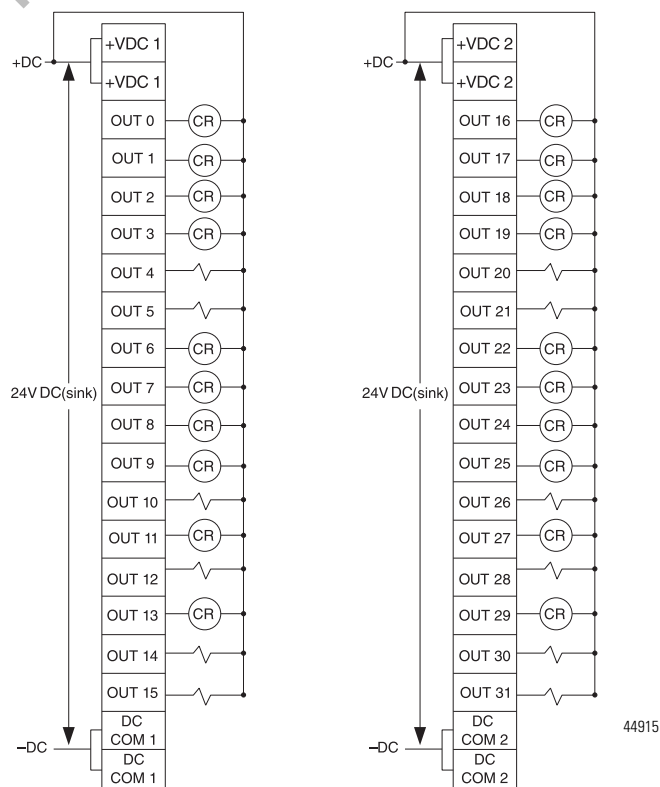 +DC
+VDC 1
+VDC 1
OUT 0 CR
OUT 1 CR
OUT 2 CR
OUT 3 CR
OUT 4
OUT 5
OUT 6 CR
OUT 7 CR
OUT 8 CR
OUT 9 CR
OUT 10
OUT 11 CR
OUT 12
OUT 13 CR
OUT 14
OUT 15
DC
COM 1
DC
COM 1
24V DC(sink)
–DC
+DC
+VDC 2
+VDC 2
OUT 16 CR
OUT 17 CR
OUT 18 CR
OUT 19 CR
OUT 20
OUT 21
OUT 22 CR
OUT 23 CR
OUT 24 CR
OUT 25 CR
OUT 26
OUT 27 CR
OUT 28
OUT 29 CR
OUT 30
OUT 31
DC
COM 2
DC
COM 2
24V DC(sink)
–DC
44915